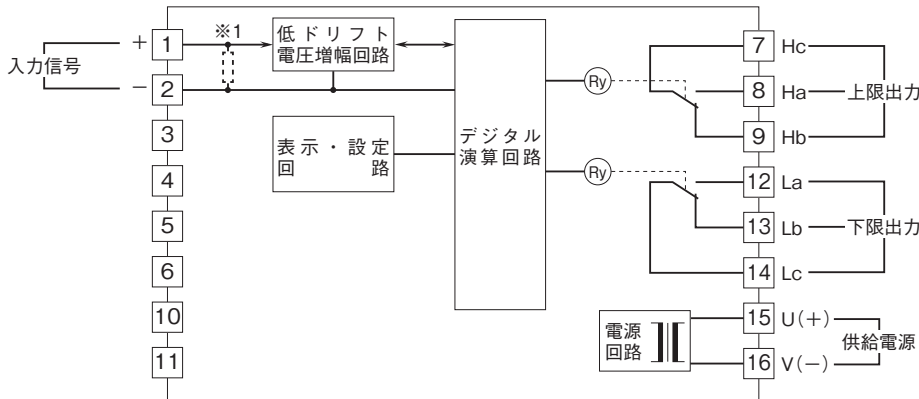 ※1
入力信号
+ 1
− 2
3
4
5
6
10
11
低ドリフト
電圧増幅回路
表示・設定
回　　　路
デジタル
演算回路
Ry
Ry
7 Hc
8 Ha
9 Hb
上限出力
12 La
13 Lb
14 Lc
下限出力
電源
回路
15 U(+)
16 V(−)
供給電源